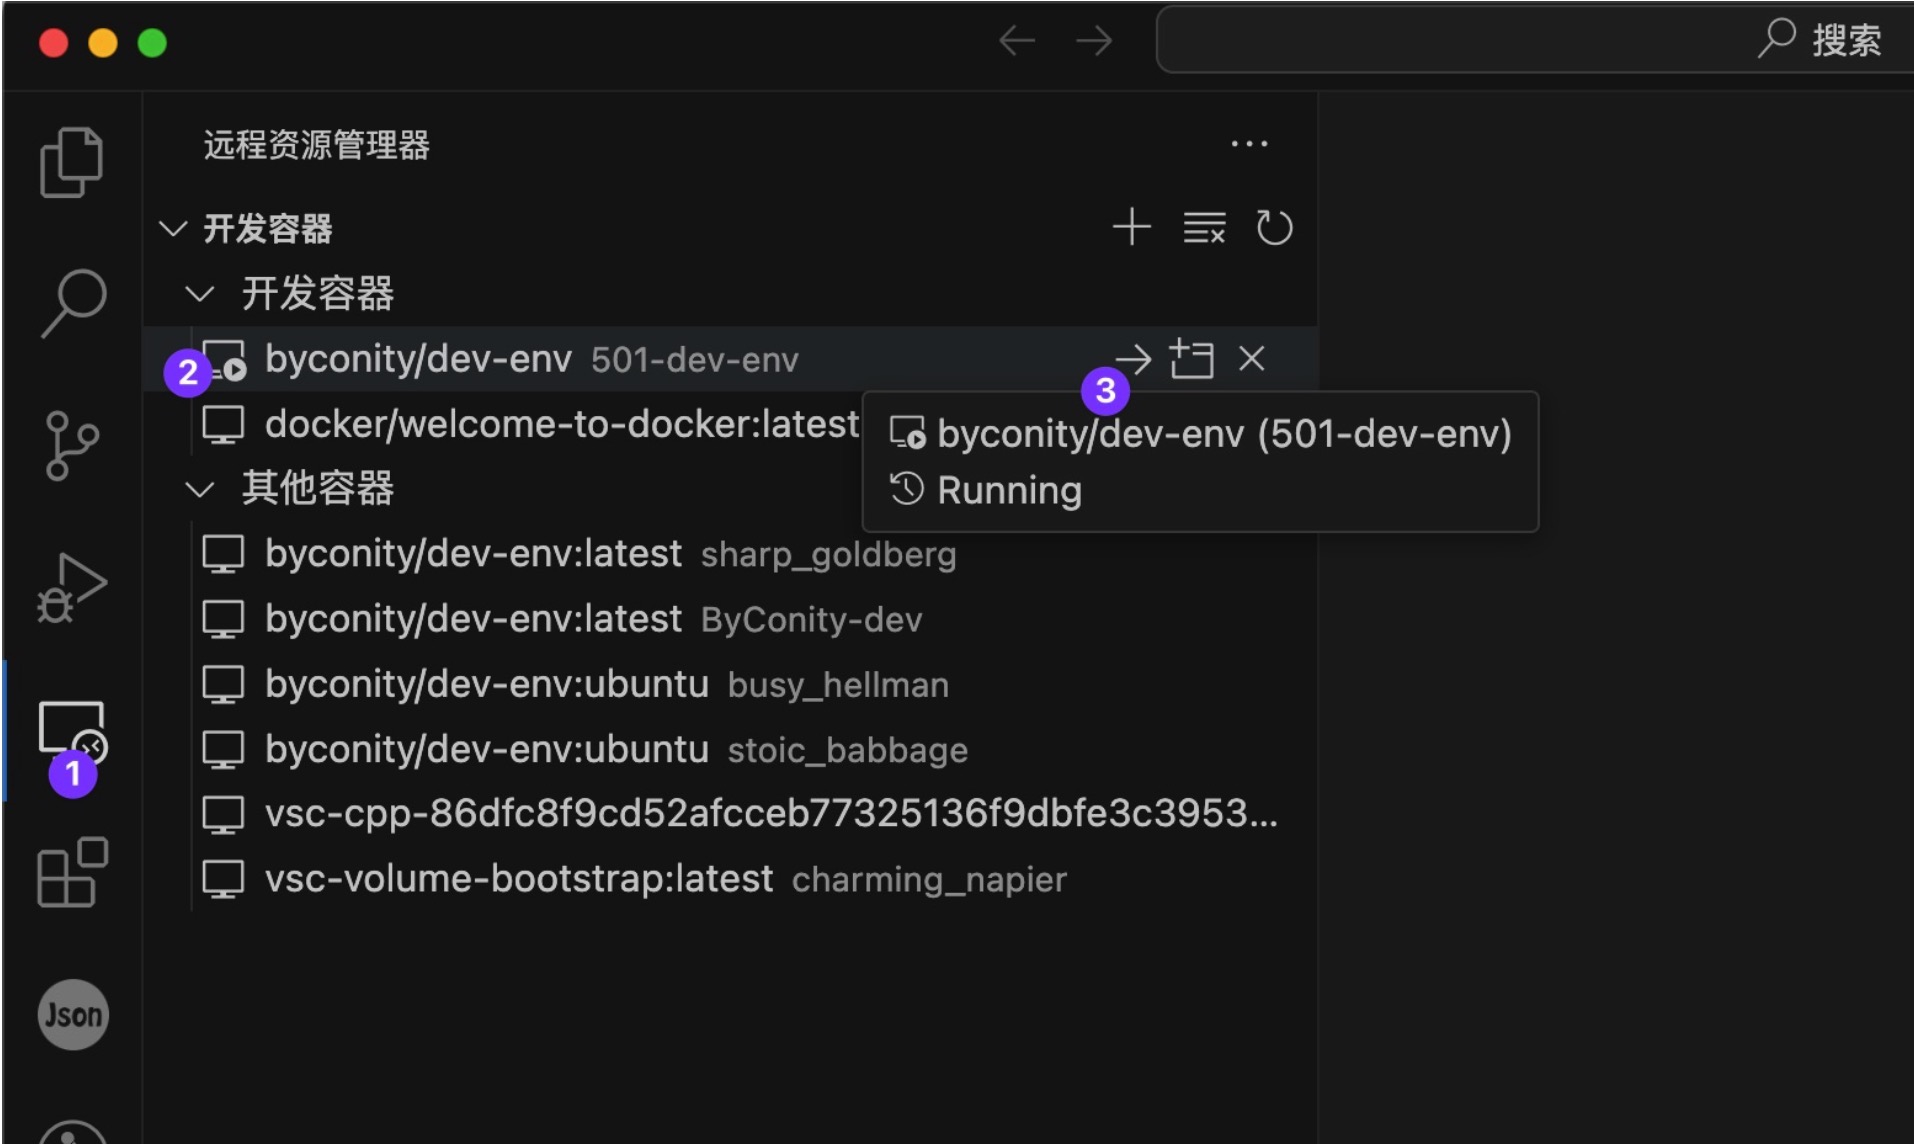 搜索
远程资源管理器
开发容器
开发容器
2 byconity/dev-env 501-dev-env
3
docker/welcome-to-docker:latest
byconity/dev-env (501-dev-env)
Running
其他容器
byconity/dev-env:latest sharp_goldberg
byconity/dev-env:latest ByConity-dev
byconity/dev-env:ubuntu busy_hellman
byconity/dev-env:ubuntu stoic_babbage
1
vsc-cpp-86dfc8f9cd52afcceb77325136f9dbfe3c3953...
vsc-volume-bootstrap:latest charming_napier
Json